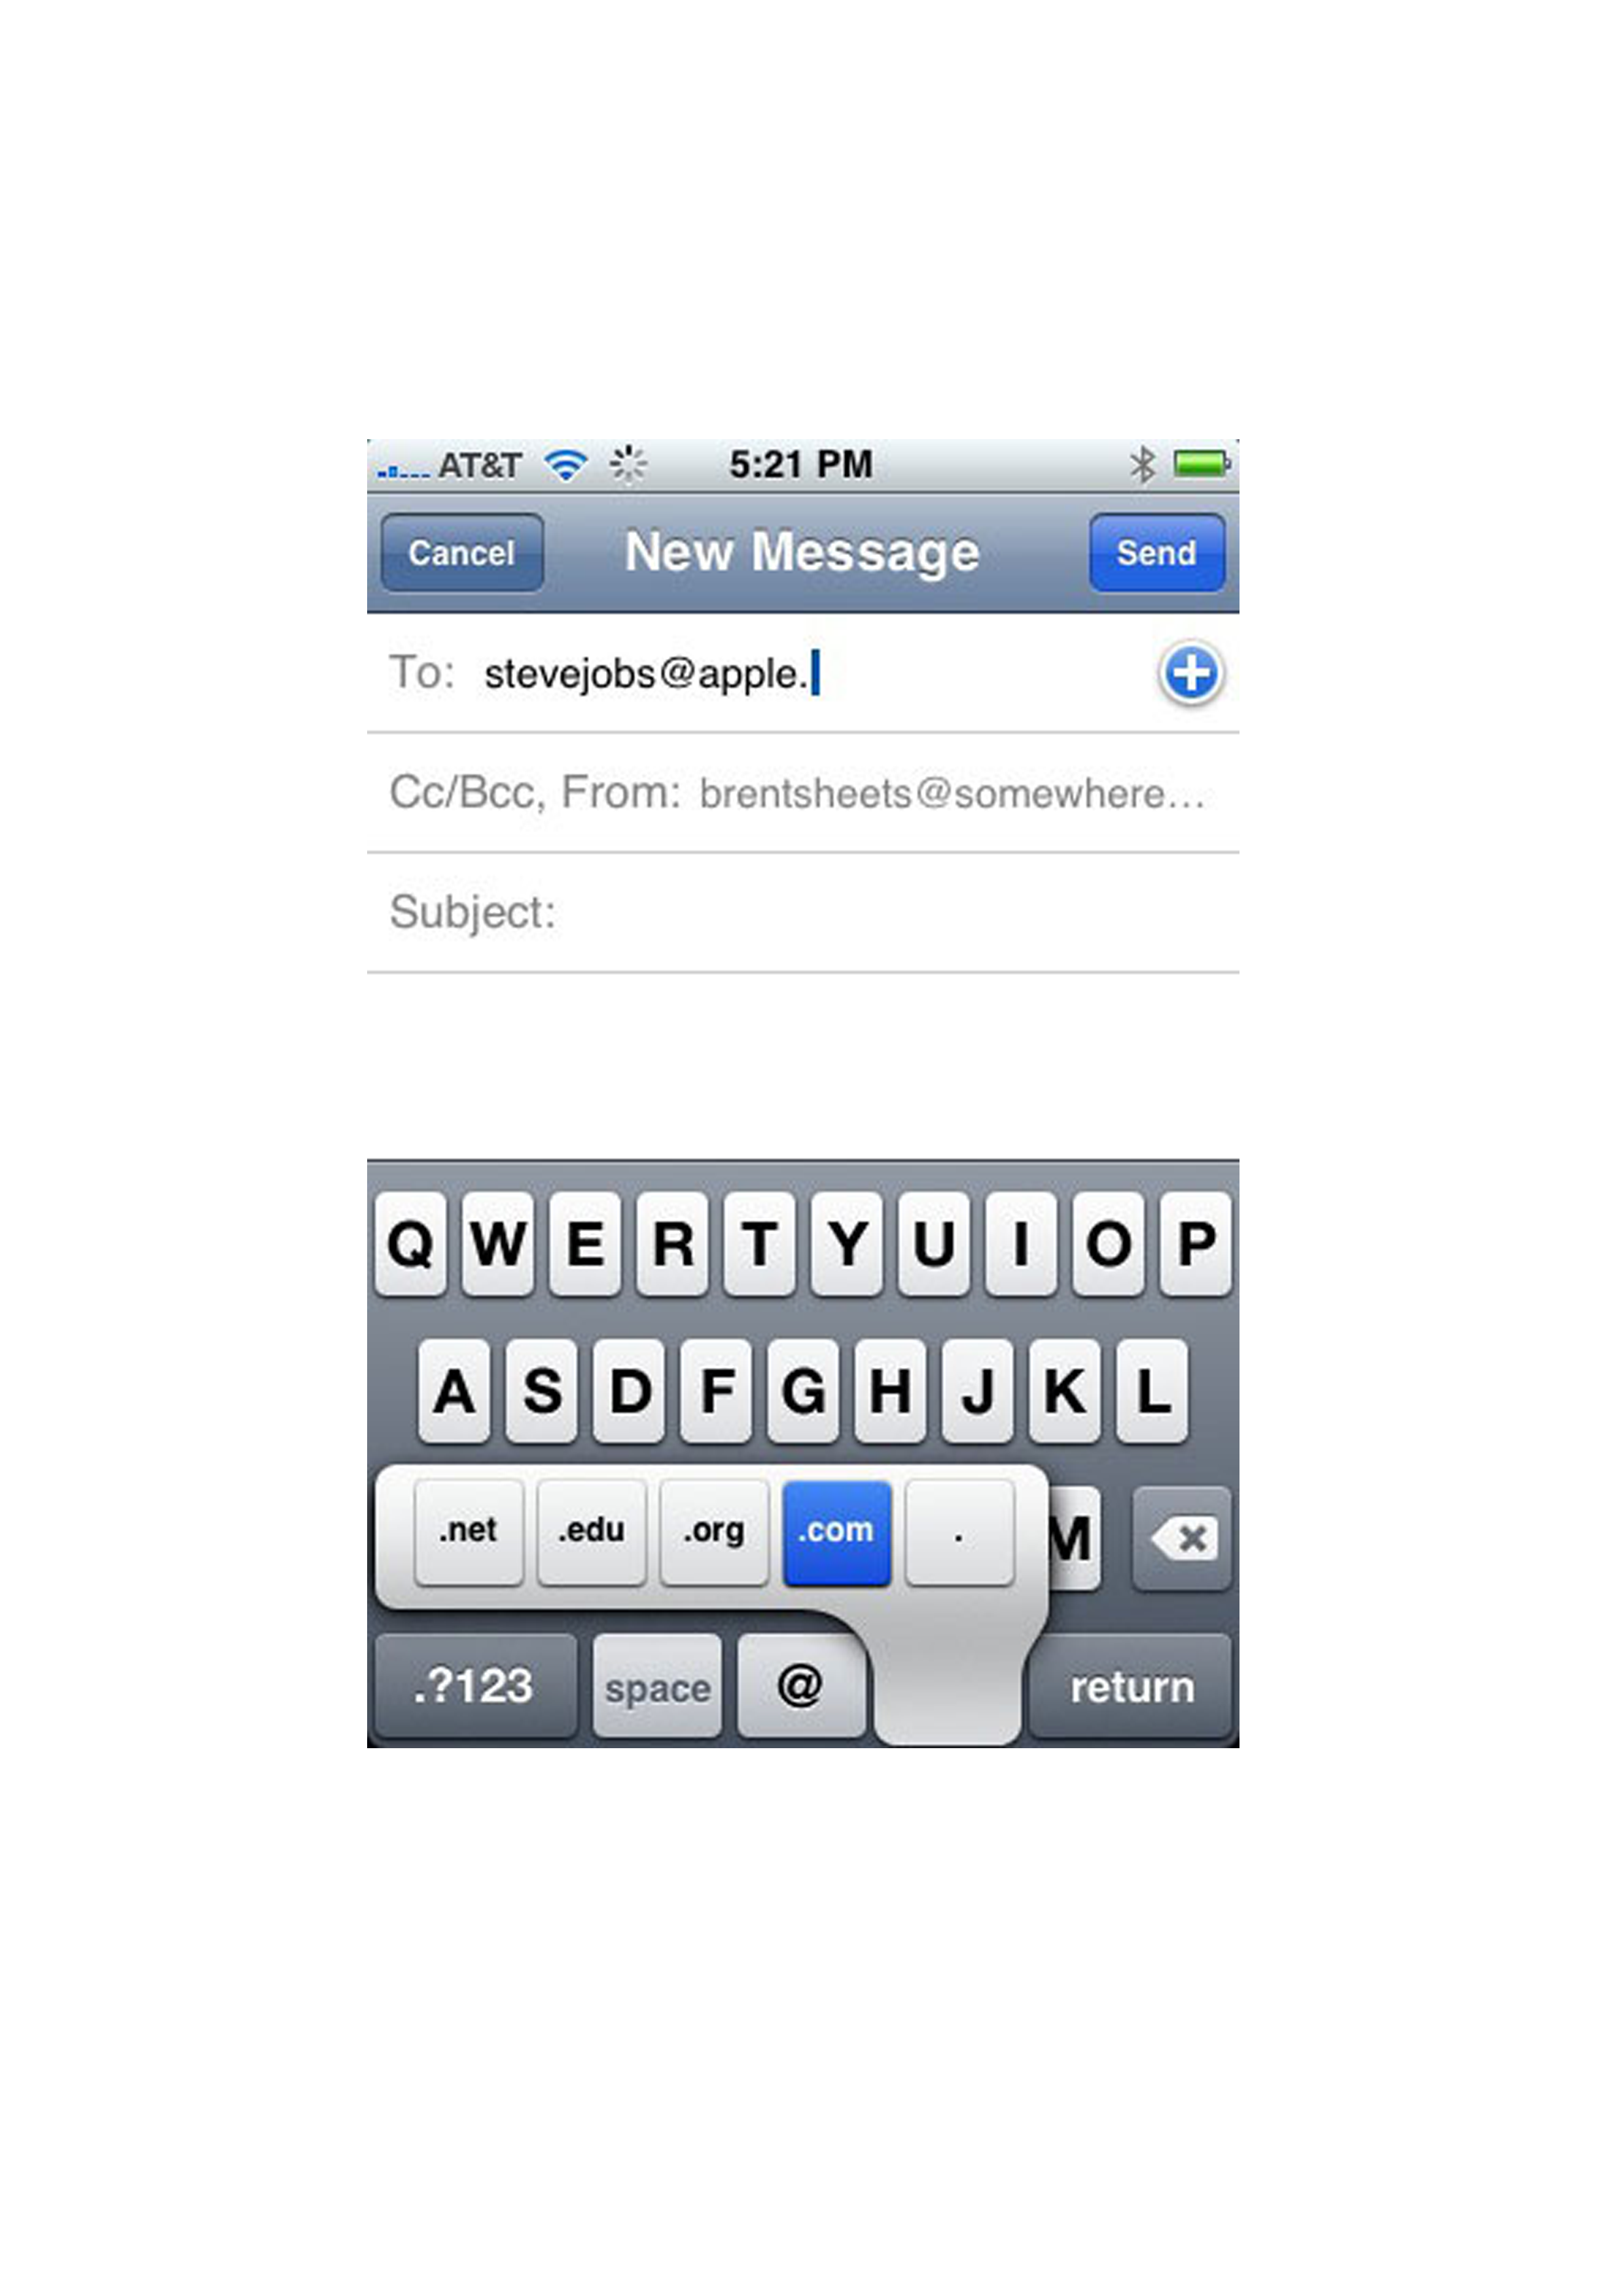 AT&T 5:21 PM
Cancel New Message Send
To: stevejobs@apple.
Cc/Bcc, From: brentsheets@somewhere...
Subject:
Q W E R T Y U I O P
A S D F G H J K L
.net .edu .org .com . M
.?123 space @ return